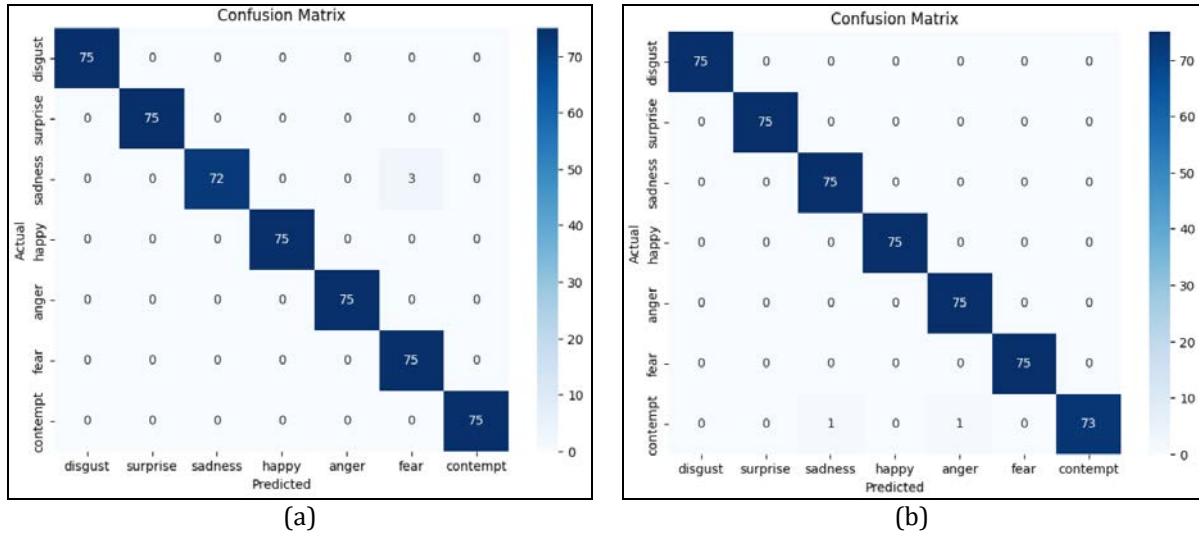 Confusion Matrix
disgust 75 0 0 0 0 0 0
surprise 0 75 0 0 0 0 0
sadness 0 0 72 0 0 3 0
happy 0 0 0 75 0 0 0
anger 0 0 0 0 75 0 0
fear 0 0 0 0 0 75 0
contempt 0 0 0 0 0 0 75
Actual
disgust surprise sadness happy anger fear contempt
Predicted
70
60
50
40
30
20
10
0
(a)
Confusion Matrix
disgust 75 0 0 0 0 0 0
surprise 0 75 0 0 0 0 0
sadness 0 0 75 0 0 0 0
happy 0 0 0 75 0 0 0
anger 0 0 0 0 75 0 0
fear 0 0 0 0 0 75 0
contempt 0 0 1 0 1 0 73
Actual
disgust surprise sadness happy anger fear contempt
Predicted
70
60
50
40
30
20
10
0
(b)